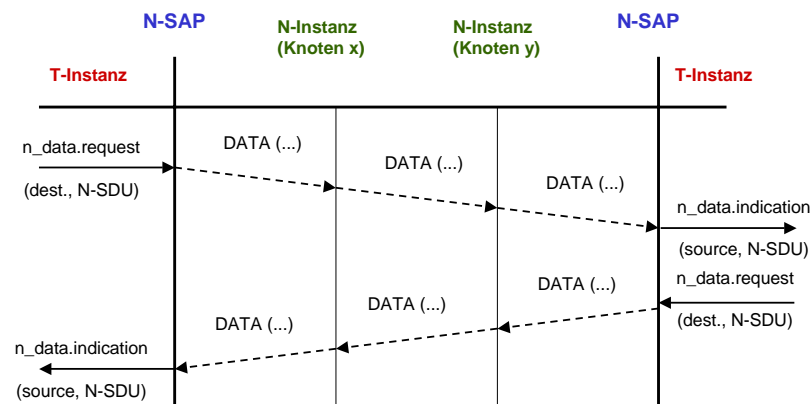 N-SAP
N-Instanz
(Knoten x)
N-Instanz
(Knoten y)
N-SAP
T-Instanz
T-Instanz
n_data.request
(dest., N-SDU)
DATA (...)
DATA (...)
DATA (...)
n_data.indication
(source, N-SDU)
n_data.request
(dest., N-SDU)
DATA (...)
DATA (...)
DATA (...)
n_data.indication
(source, N-SDU)